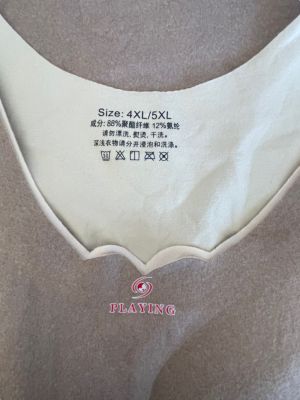 Size: 4XL/5XL
成分: 88%聚酯纤维 12%氨纶
请勿漂洗、熨烫、干洗。
深浅衣物请分开浸泡和洗涤。
PLAYING